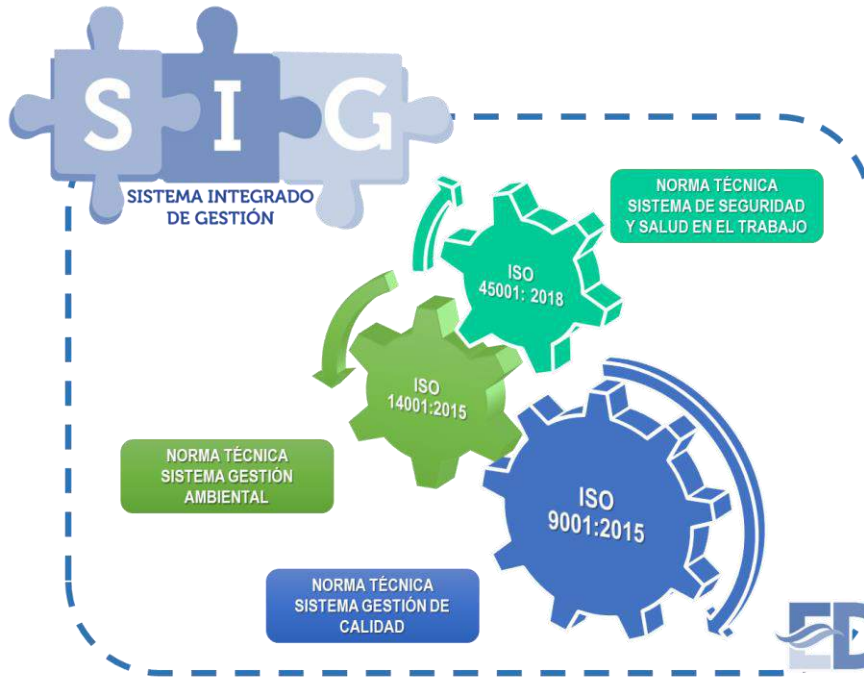 S I G
SISTEMA INTEGRADO
DE GESTIÓN
NORMA TÉCNICA
SISTEMA DE SEGURIDAD
Y SALUD EN EL TRABAJO
ISO
45001: 2018
ISO
14001:2015
NORMA TÉCNICA
SISTEMA GESTIÓN
AMBIENTAL
ISO
9001:2015
NORMA TÉCNICA
SISTEMA GESTIÓN DE
CALIDAD